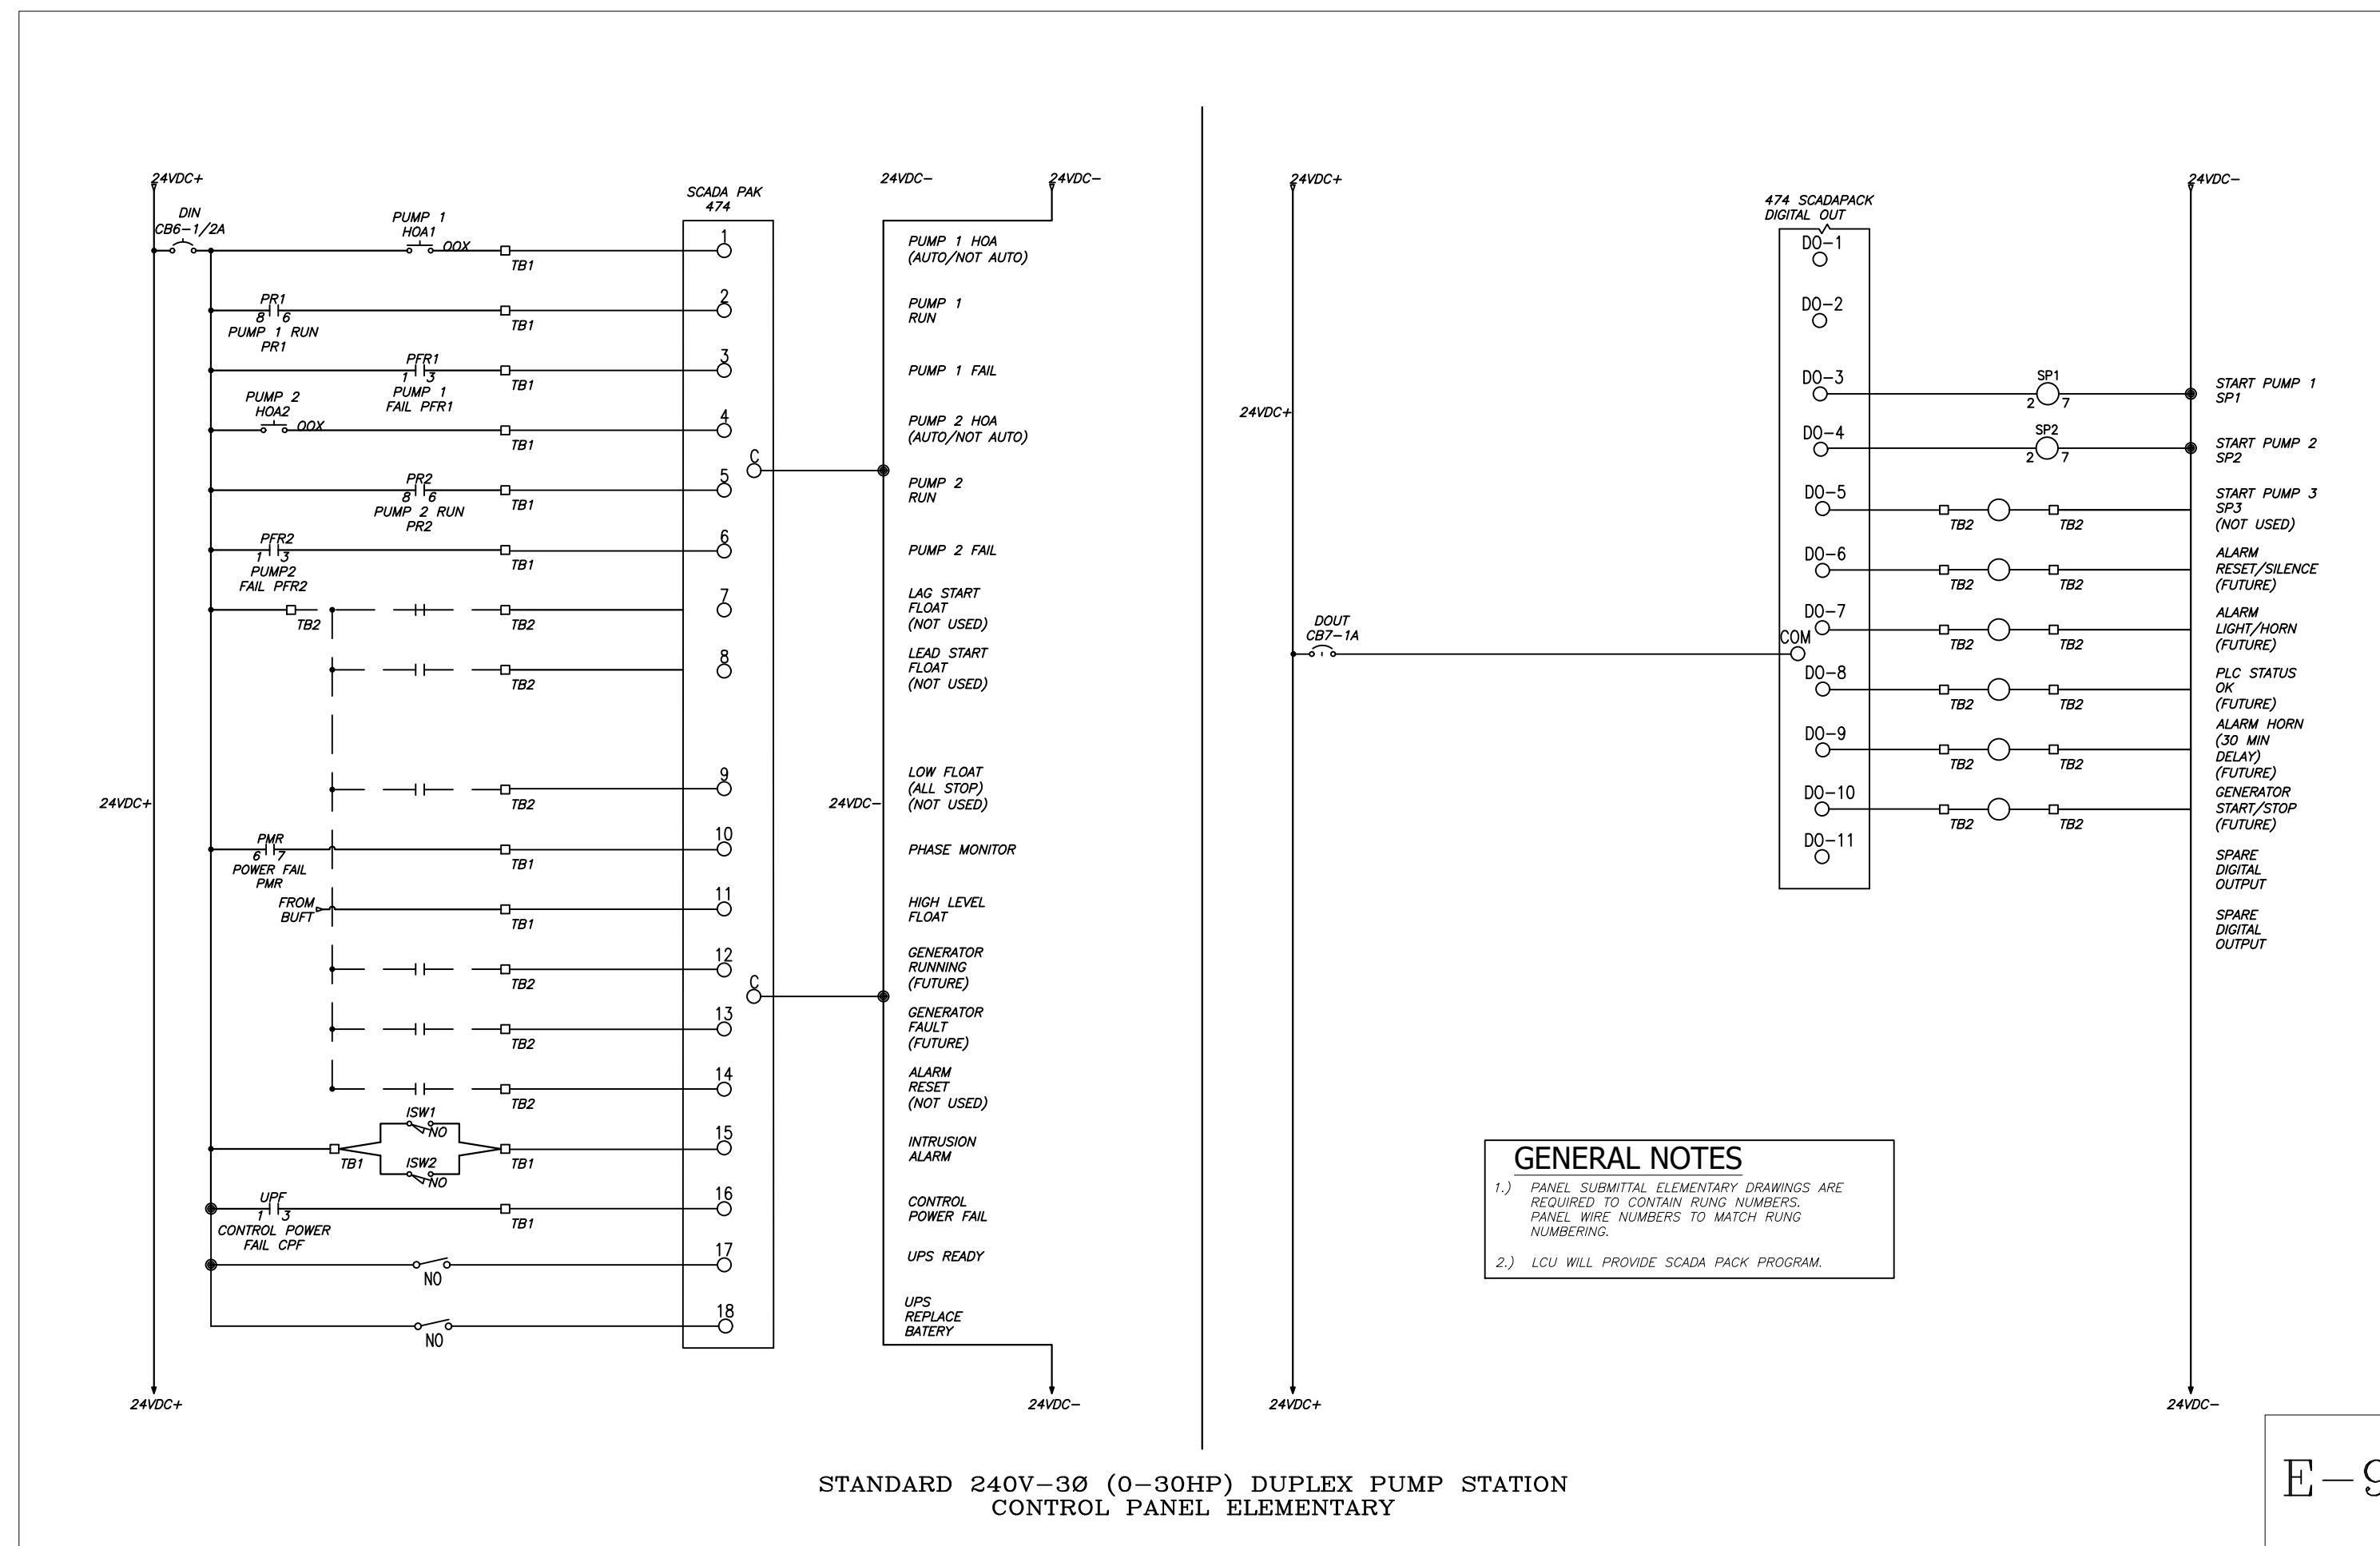 24VDC+
24VDC-
24VDC-
DIN
CB6-1/2A
SCADA PAK
474
PUMP 1
HOA1
OOX
TB1
1
PUMP 1 HOA
(AUTO/NOT AUTO)
PR1
8 6
PUMP 1 RUN
PR1
TB1
2
PUMP 1
RUN
PFR1
1 3
PUMP 1
FAIL PFR1
TB1
3
PUMP 1 FAIL
PUMP 2
HOA2
OOX
TB1
4
PUMP 2 HOA
(AUTO/NOT AUTO)
C
PR2
8 6
PUMP 2 RUN
PR2
TB1
5
PUMP 2
RUN
PFR2
1 3
PUMP2
FAIL PFR2
TB1
6
PUMP 2 FAIL
TB2
TB2
7
LAG START
FLOAT
(NOT USED)
TB2
8
LEAD START
FLOAT
(NOT USED)
24VDC+
TB2
9
24VDC-
LOW FLOAT
(ALL STOP)
(NOT USED)
PMR
6 7
POWER FAIL
PMR
TB1
10
PHASE MONITOR
FROM
BUFT
TB1
11
HIGH LEVEL
FLOAT
TB2
12
GENERATOR
RUNNING
(FUTURE)
C
TB2
13
GENERATOR
FAULT
(FUTURE)
TB2
14
ALARM
RESET
(NOT USED)
ISW1
NO
TB1
ISW2
NO
TB1
15
INTRUSION
ALARM
UPF
1 3
CONTROL POWER
FAIL CPF
TB1
16
CONTROL
POWER FAIL
NO
17
UPS READY
NO
18
UPS
REPLACE
BATERY
24VDC+
24VDC-
24VDC+
24VDC-
474 SCADAPACK
DIGITAL OUT
DO-1
DO-2
DO-3
SP1
2 7
START PUMP 1
SP1
24VDC+
DO-4
SP2
2 7
START PUMP 2
SP2
DO-5
TB2
TB2
START PUMP 3
SP3
(NOT USED)
DO-6
TB2
TB2
ALARM
RESET/SILENCE
(FUTURE)
DOUT
CB7-1A
DO-7
COM
TB2
TB2
ALARM
LIGHT/HORN
(FUTURE)
DO-8
TB2
TB2
PLC STATUS
OK
(FUTURE)
DO-9
TB2
TB2
ALARM HORN
(30 MIN
DELAY)
(FUTURE)
DO-10
TB2
TB2
GENERATOR
START/STOP
(FUTURE)
DO-11
SPARE
DIGITAL
OUTPUT
SPARE
DIGITAL
OUTPUT
GENERAL NOTES
1.) PANEL SUBMITTAL ELEMENTARY DRAWINGS ARE
REQUIRED TO CONTAIN RUNG NUMBERS.
PANEL WIRE NUMBERS TO MATCH RUNG
NUMBERING.
2.) LCU WILL PROVIDE SCADA PACK PROGRAM.
24VDC+
24VDC-
STANDARD 240V-3Ø (0-30HP) DUPLEX PUMP STATION
CONTROL PANEL ELEMENTARY
E-9